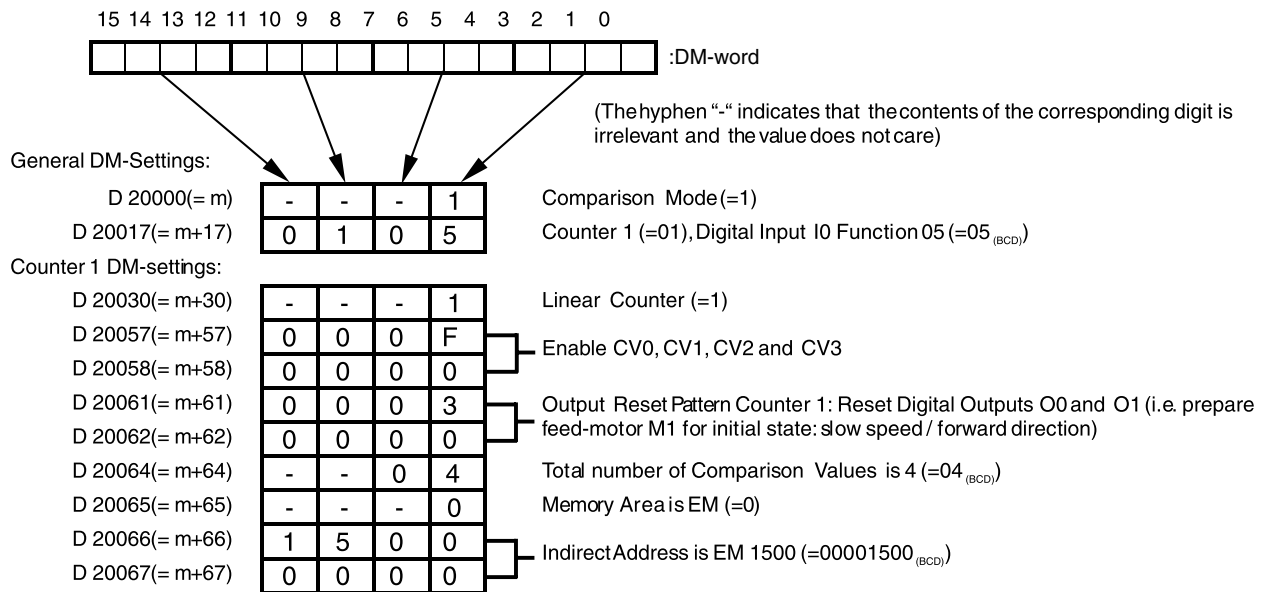 15 14 13 12 11 10 9 8 7 6 5 4 3 2 1 0
:DM-word
(The hyphen “-“ indicates that the contents of the corresponding digit is
irrelevant and the value does not care)
General DM-Settings:
D 20000(= m) - - - 1 Comparison Mode (=1)
D 20017(= m+17) 0 1 0 5 Counter 1 (=01), Digital Input I0 Function 05 (=05 (BCD))
Counter 1 DM-settings:
D 20030(= m+30) - - - 1 Linear Counter (=1)
D 20057(= m+57) 0 0 0 F
Enable CV0, CV1, CV2 and CV3
D 20058(= m+58) 0 0 0 0
D 20061(= m+61) 0 0 0 3 Output Reset Pattern Counter 1: Reset Digital Outputs O0 and O1 (i.e. prepare
D 20062(= m+62) 0 0 0 0 feed-motor M1 for initial state: slow speed / forward direction)
D 20064(= m+64) - - 0 4 Total number of Comparison Values is 4 (=04 (BCD))
D 20065(= m+65) - - - 0 Memory Area is EM (=0)
D 20066(= m+66) 1 5 0 0
Indirect Address is EM 1500 (=00001500 (BCD))
D 20067(= m+67) 0 0 0 0